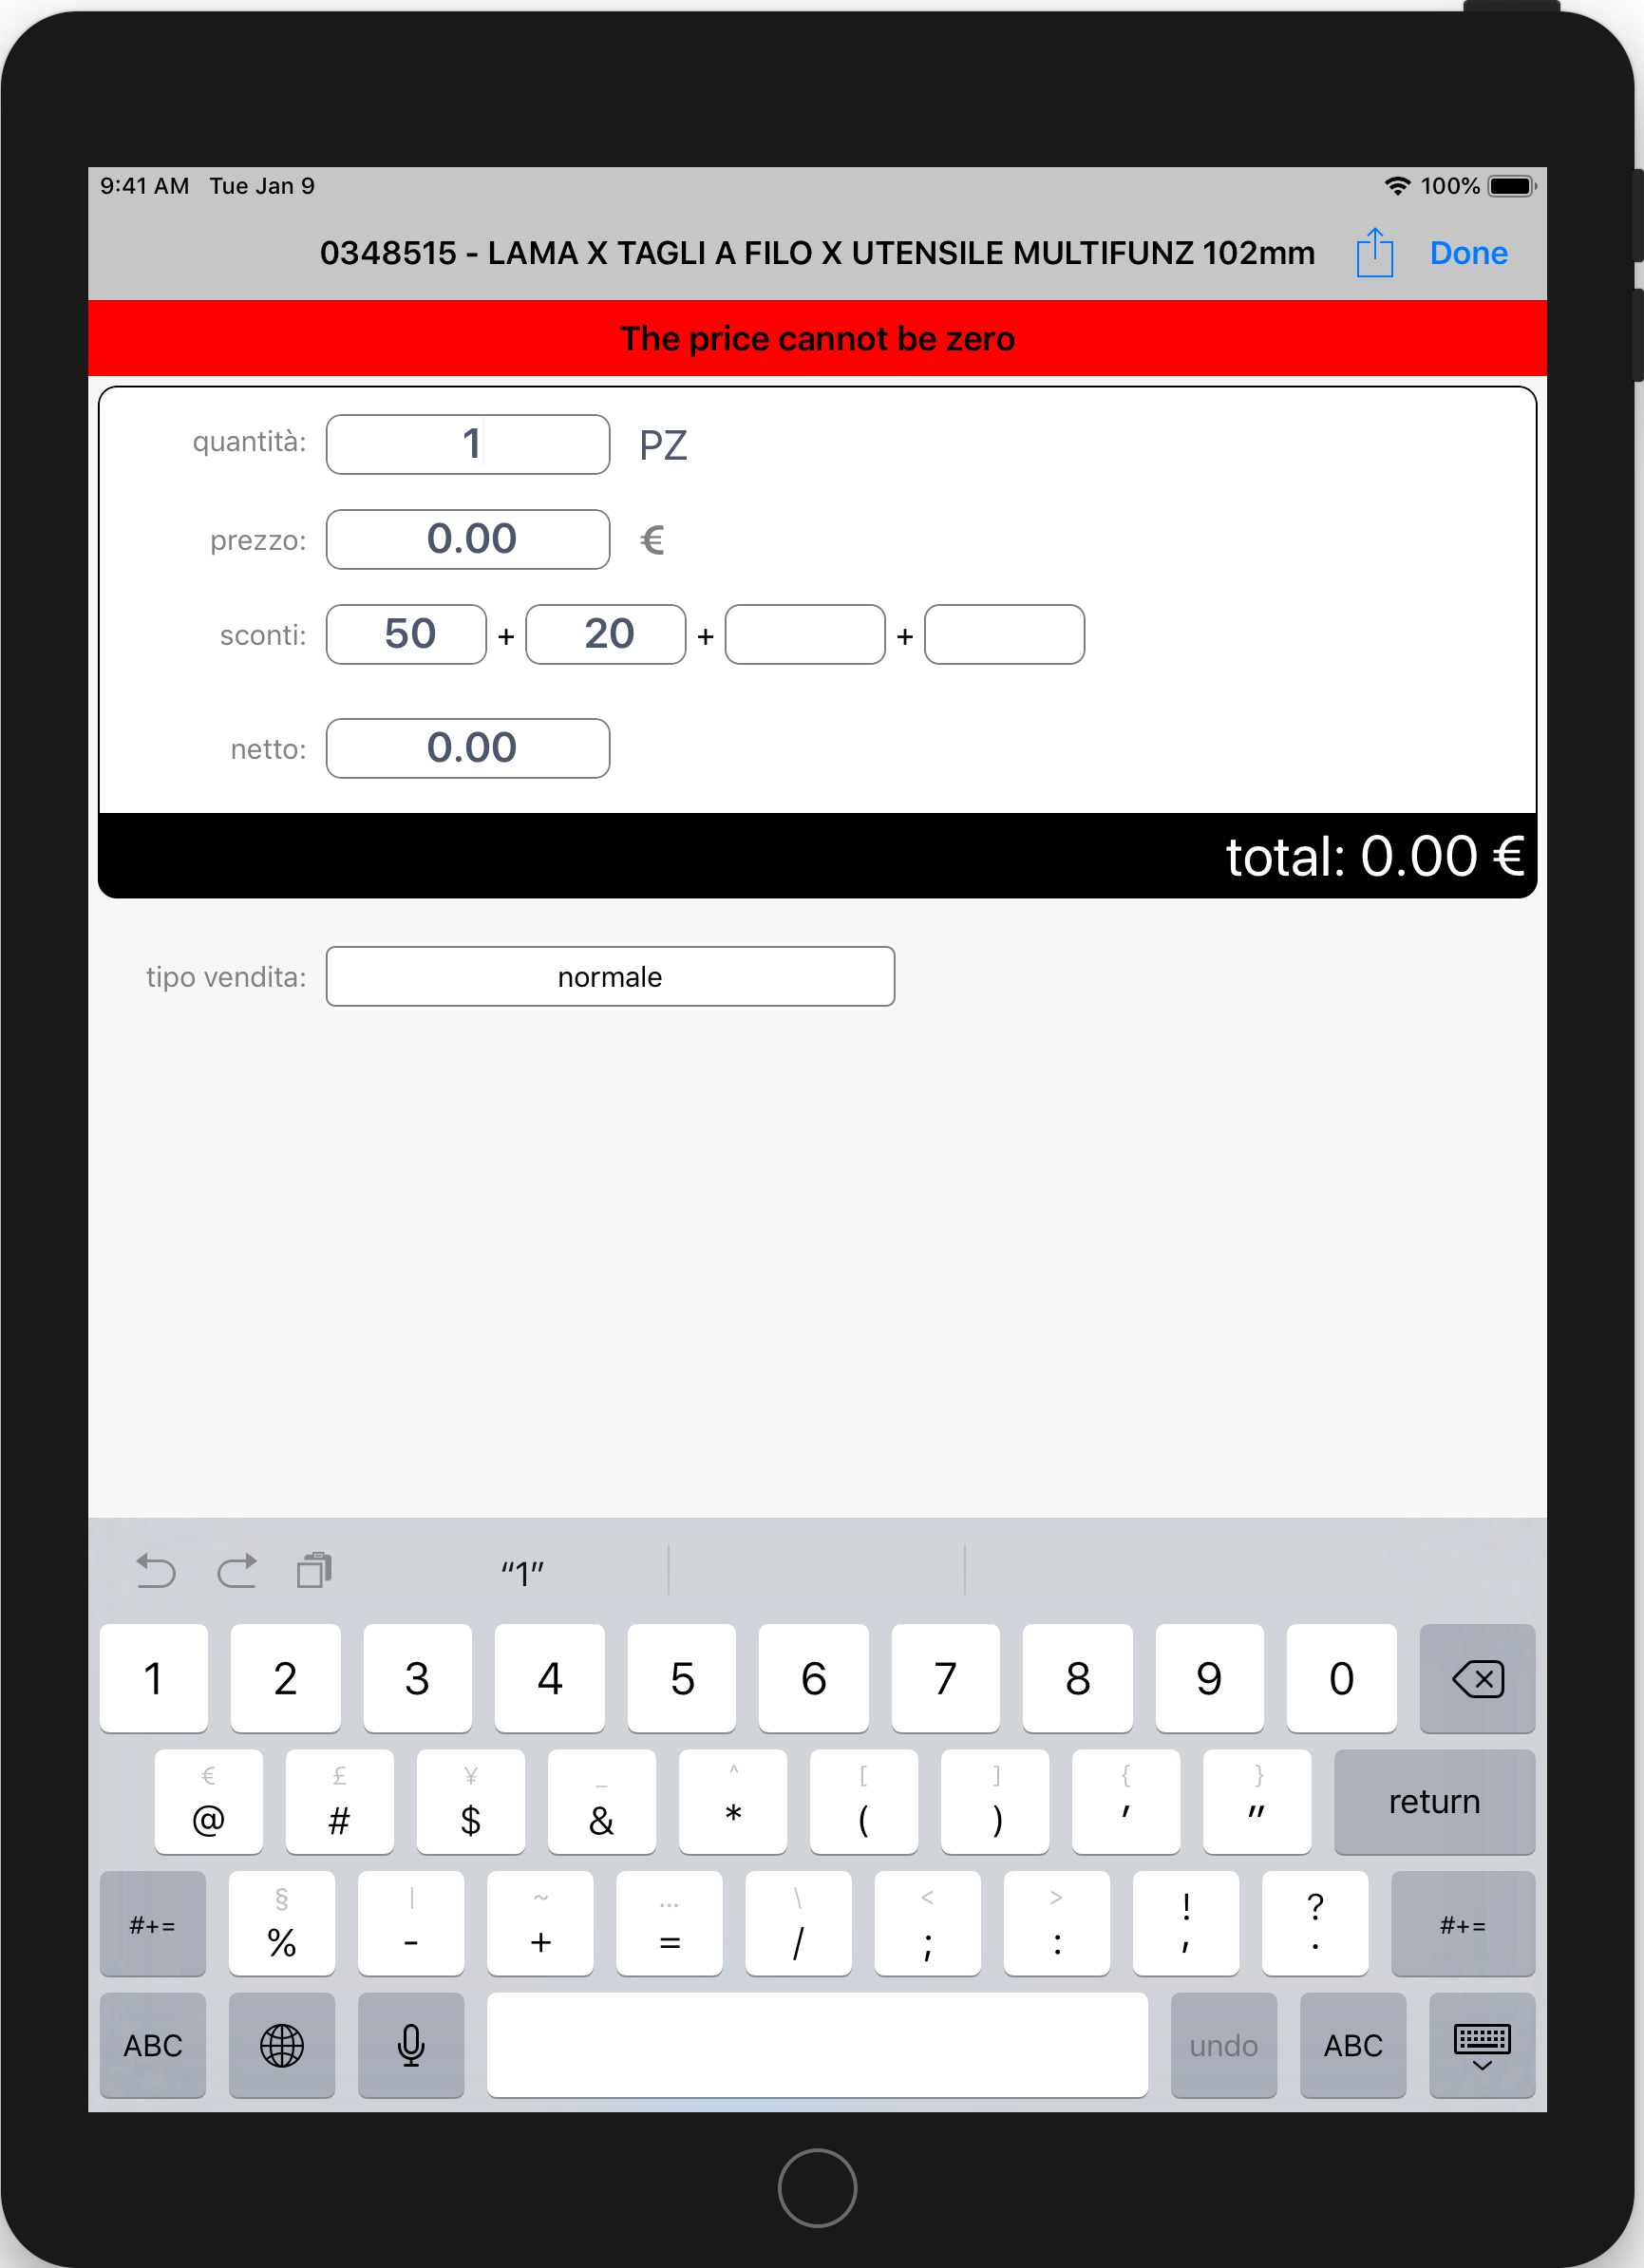 9:41 AM Tue Jan 9 100%
0348515 - LAMA X TAGLI A FILO X UTENSILE MULTIFUNZ 102mm Done
The price cannot be zero
quantità: 1 PZ
prezzo: 0.00 €
sconti: 50 + 20 + +
netto: 0.00
total: 0.00 €
tipo vendita: normale
“1”
1 2 3 4 5 6 7 8 9 0
€ £ ¥ _ ^ [ ] { }
@ # $ & * ( ) ' " return
§ | ~ … \ < > ! ?
#+= % - + = / ; : , . #+=
ABC undo ABC